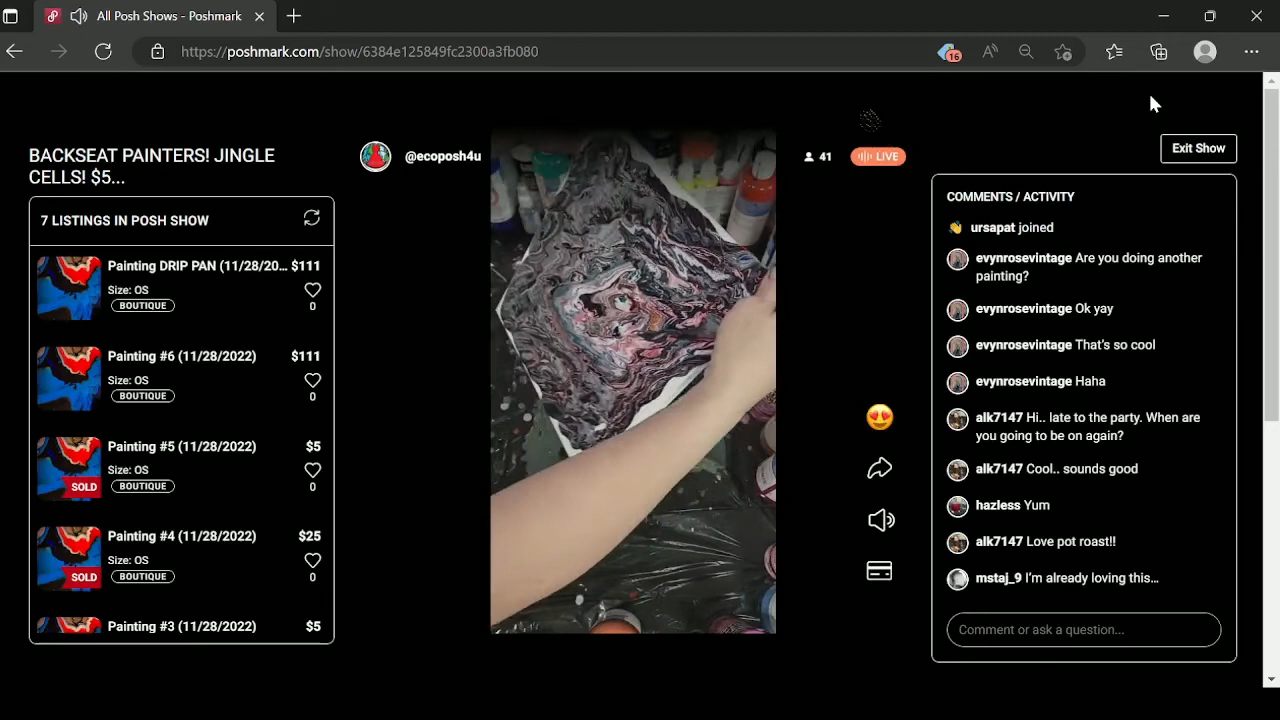 All Posh Shows - Poshmark
https://poshmark.com/show/6384e125849fc2300a3fb080
16
BACKSEAT PAINTERS! JINGLE
CELLS! $5...
7 LISTINGS IN POSH SHOW
Painting DRIP PAN (11/28/20... $111
Size: OS
BOUTIQUE
0
Painting #6 (11/28/2022) $111
Size: OS
BOUTIQUE
0
Painting #5 (11/28/2022) $5
Size: OS
SOLD
BOUTIQUE
0
Painting #4 (11/28/2022) $25
Size: OS
SOLD
BOUTIQUE
0
Painting #3 (11/28/2022) $5
@ecoposh4u
41
LIVE
Exit Show
COMMENTS / ACTIVITY
ursapat joined
evynrosevintage Are you doing another
painting?
evynrosevintage Ok yay
evynrosevintage That's so cool
evynrosevintage Haha
alk7147 Hi.. late to the party. When are
you going to be on again?
alk7147 Cool.. sounds good
hazless Yum
alk7147 Love pot roast!!
mstaj_9 I'm already loving this...
Comment or ask a question...